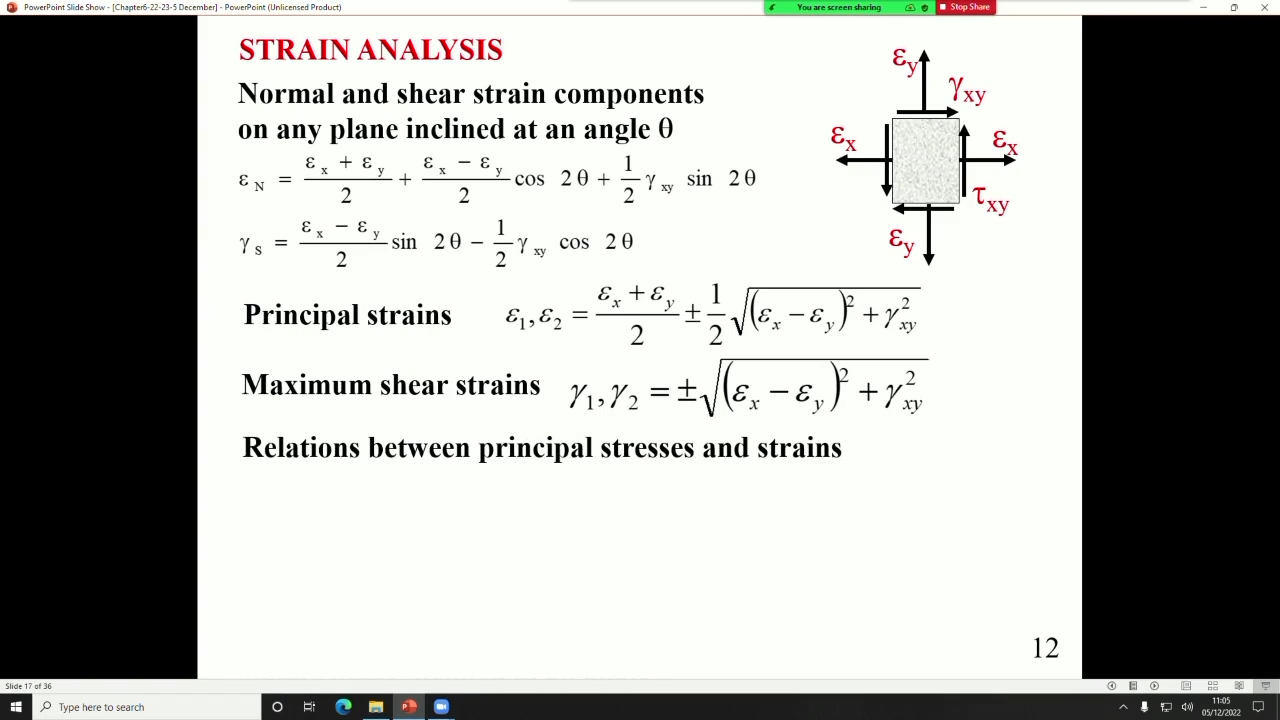 PowerPoint Slide Show - [Chapter6-22-23-5 December] - PowerPoint (Unlicensed Product)
You are screen sharing
Stop Share
STRAIN ANALYSIS
Normal and shear strain components
on any plane inclined at an angle θ
ε_N = (ε_x + ε_y)/2 + (ε_x − ε_y)/2 cos 2θ + 1/2 γ_xy sin 2θ
γ_S = (ε_x − ε_y)/2 sin 2θ − 1/2 γ_xy cos 2θ
ε_y
γ_xy
ε_x
ε_x
τ_xy
ε_y
Principal strains ε_1, ε_2 = (ε_x + ε_y)/2 ± 1/2 √((ε_x − ε_y)^2 + γ_xy^2)
Maximum shear strains γ_1, γ_2 = ±√((ε_x − ε_y)^2 + γ_xy^2)
Relations between principal stresses and strains
12
Slide 17 of 36
Type here to search
11:05
05/12/2022